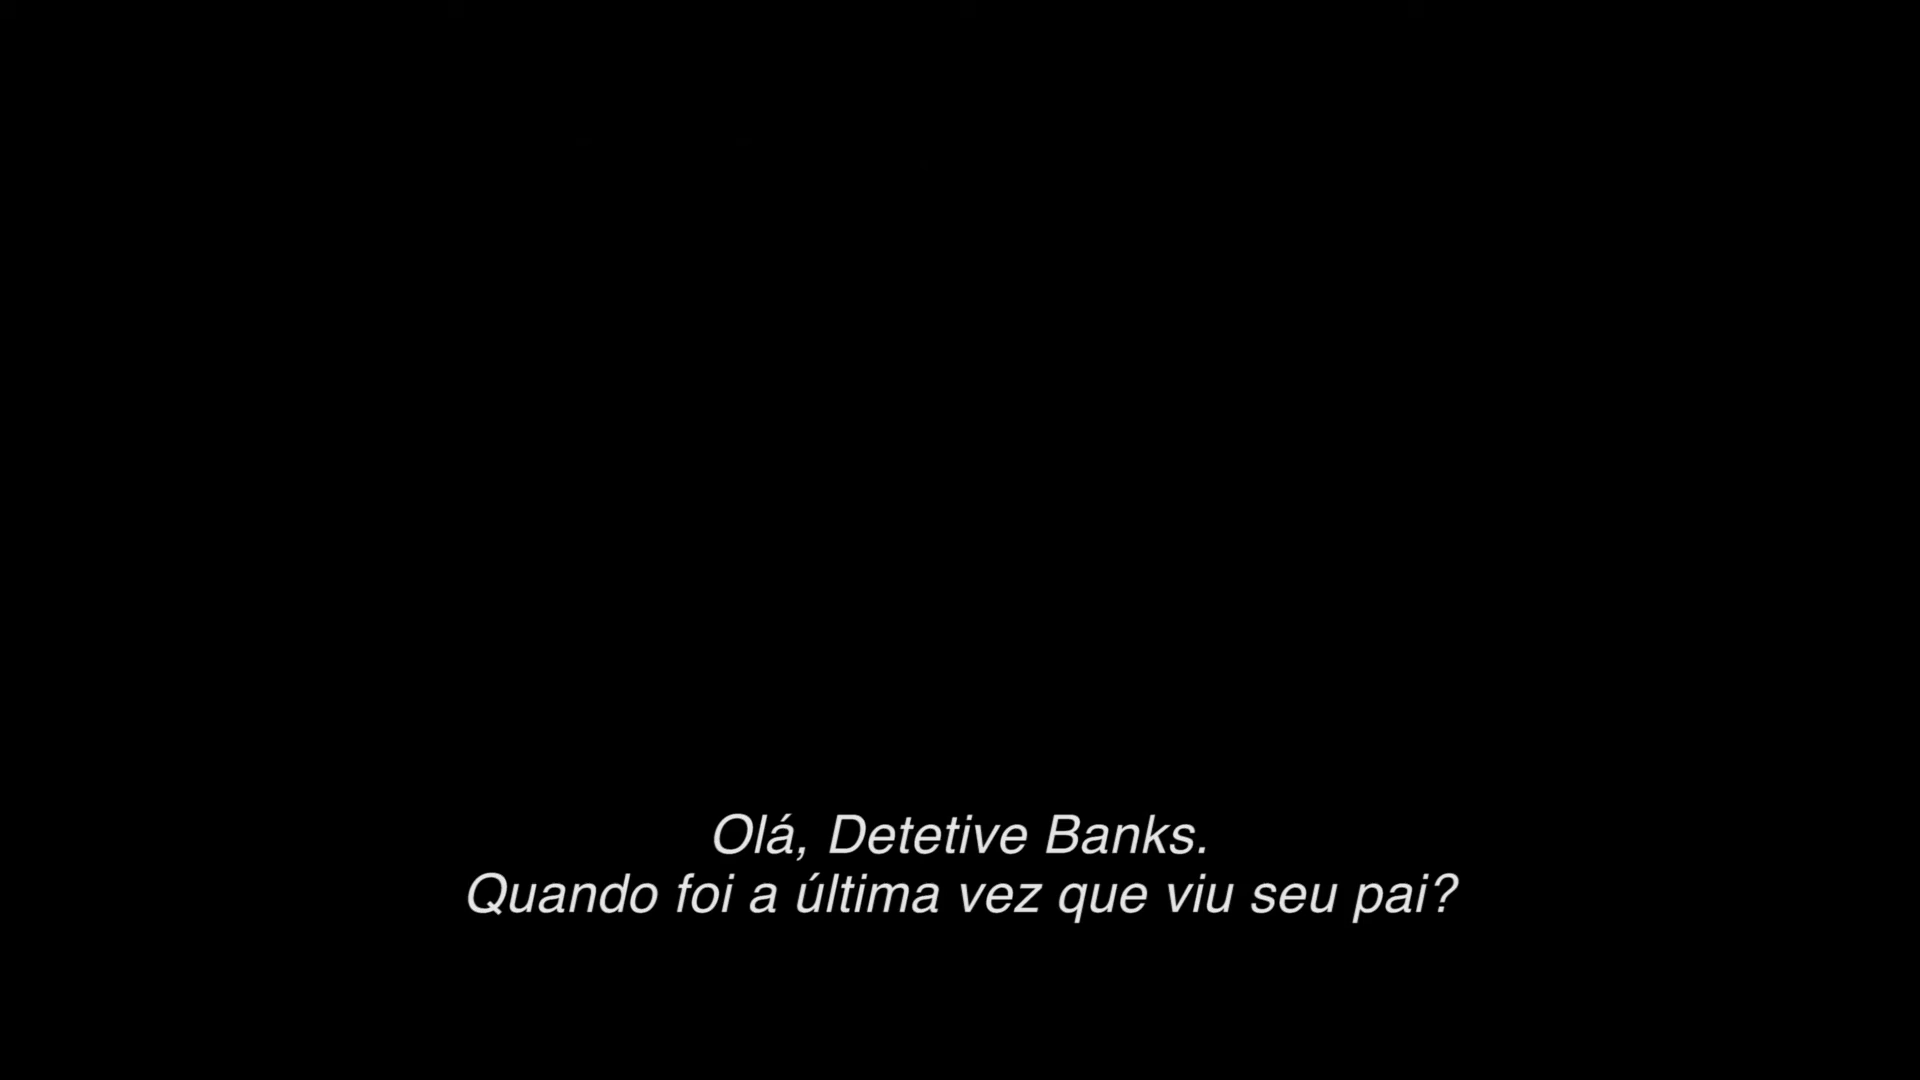 Olá, Detetive Banks.
Quando foi a última vez que viu seu pai?